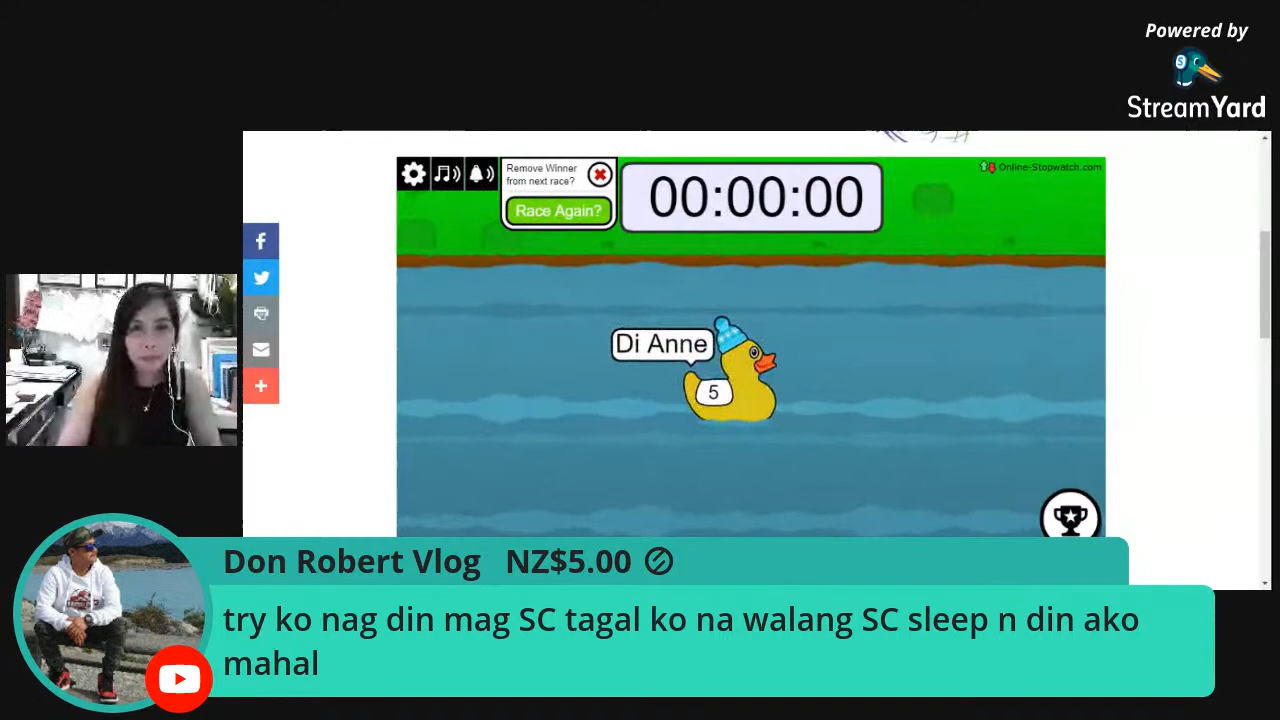 Powered by
StreamYard
Remove Winner
from next race?
Race Again?
00:00:00
Online-Stopwatch.com
Di Anne
5
Don Robert Vlog NZ$5.00
try ko nag din mag SC tagal ko na walang SC sleep n din ako
mahal